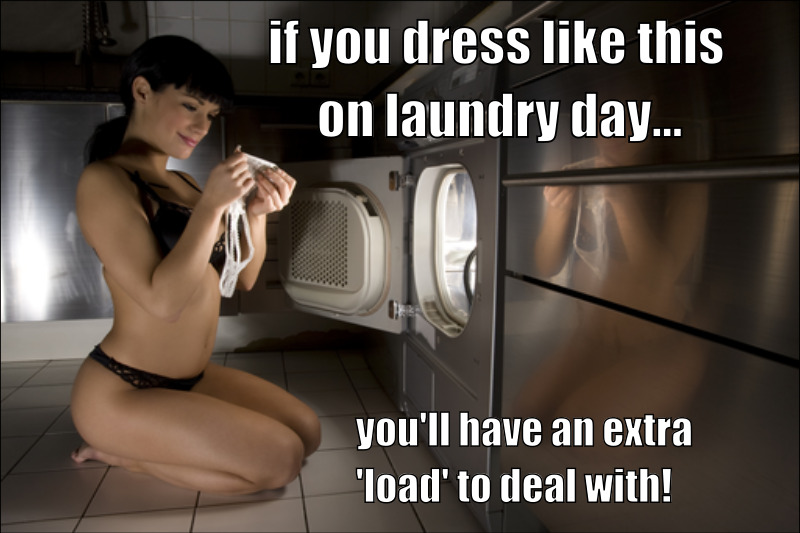 if you dress like this
on laundry day...
you'll have an extra
'load' to deal with!